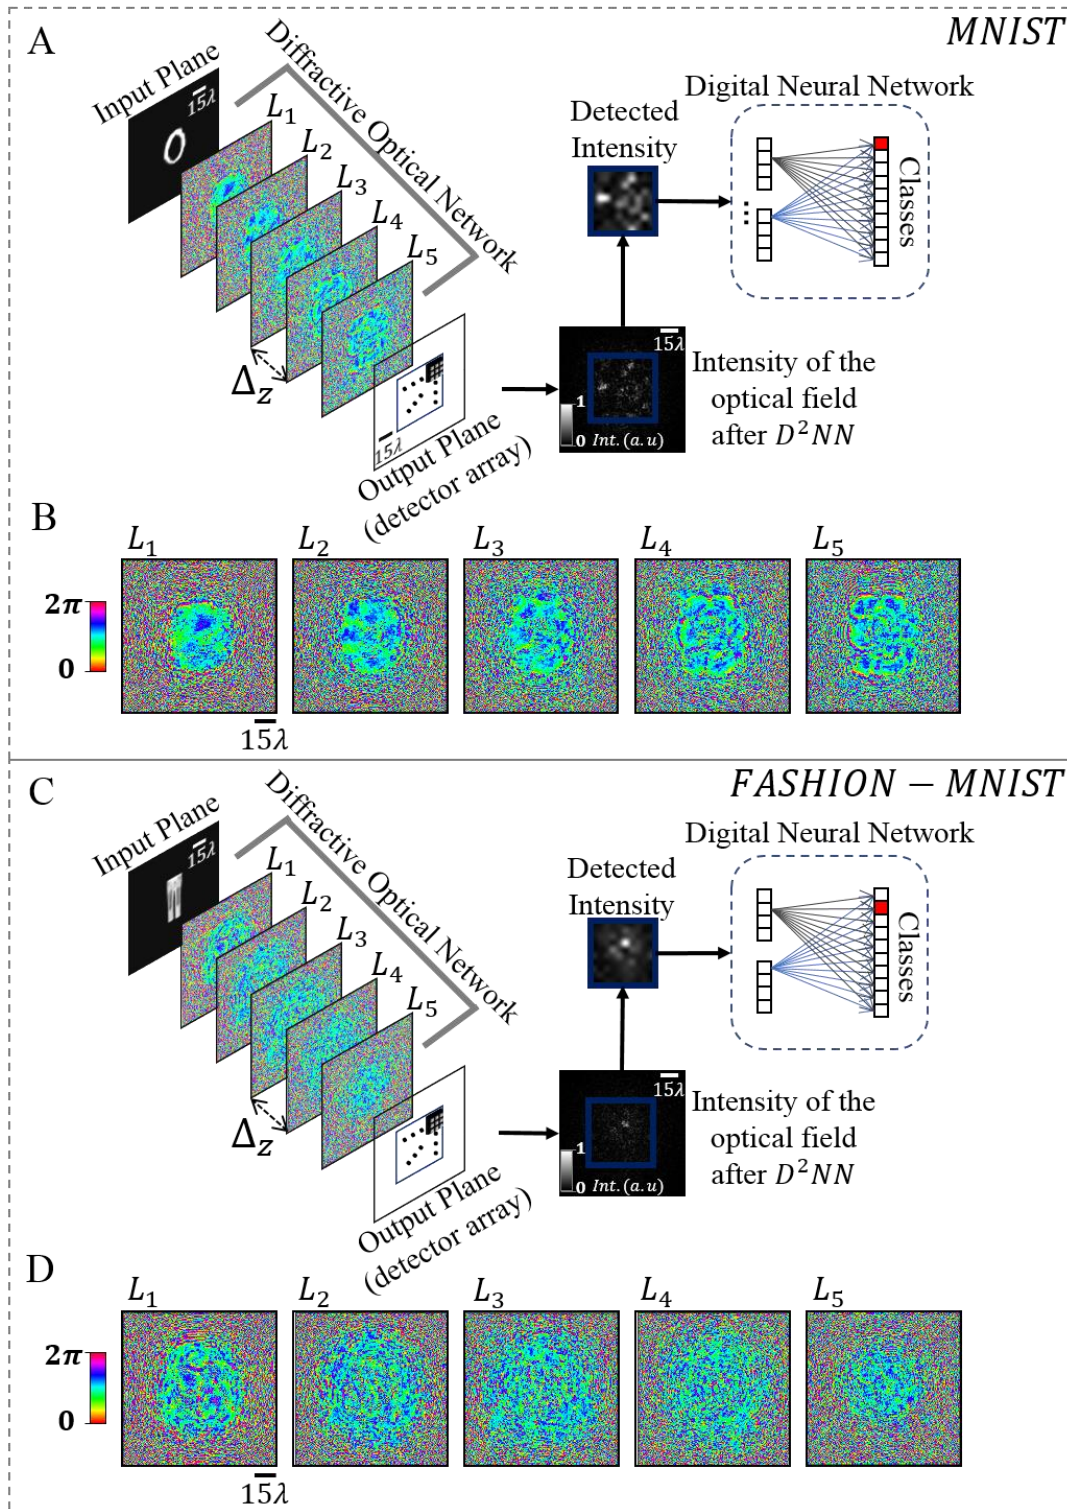 A
MNIST
Input Plane
15λ
Diffractive Optical Network
L₁
L₂
L₃
L₄
L₅
Δz
15λ
Output Plane
(detector array)
Detected
Intensity
Digital Neural Network
...
Classes
15λ
1
0 Int.(a.u)
Intensity of the
optical field
after D²NN
B
L₁
L₂
L₃
L₄
L₅
2π
0
15λ
C
FASHION − MNIST
Input Plane
15λ
Diffractive Optical Network
L₁
L₂
L₃
L₄
L₅
Δz
Output Plane
(detector array)
Detected
Intensity
Digital Neural Network
Classes
15λ
1
0 Int.(a.u)
Intensity of the
optical field
after D²NN
D
L₁
L₂
L₃
L₄
L₅
2π
0
15λ